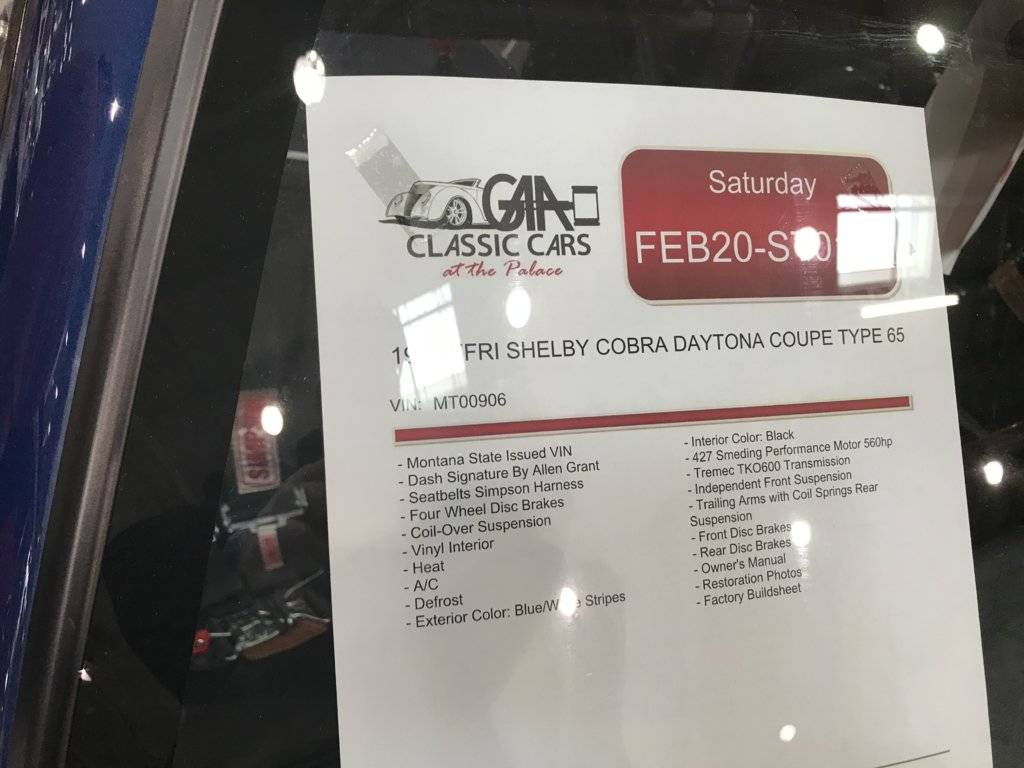 GAA
CLASSIC CARS
at the Palace
Saturday
SHELBY COBRA DAYTONA COUPE TYPE 65
VIN: MT00906
- Montana State Issued VIN
- Dash Signature By Allen Grant
- Seatbelts Simpson Harness
- Four Wheel Disc Brakes
- Coil-Over Suspension
- Vinyl Interior
- Heat
- A/C
- Defrost
- Exterior Color: Stripes
- Interior Color: Black
- 427 Smeding Performance Motor 560hp
- Tremec TKO600 Transmission
- Independent Front Suspension
- Trailing Arms with Coil Springs Rear
Suspension
- Front Disc Brakes
- Rear Disc Brakes
- Owner's Manual
- Restoration Photos
- Factory Buildsheet